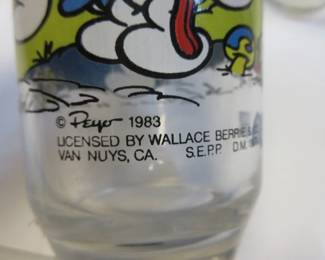 © Peyo 1983
LICENSED BY WALLACE BERRIE &
VAN NUYS, CA. S.E.P.P. D.M.